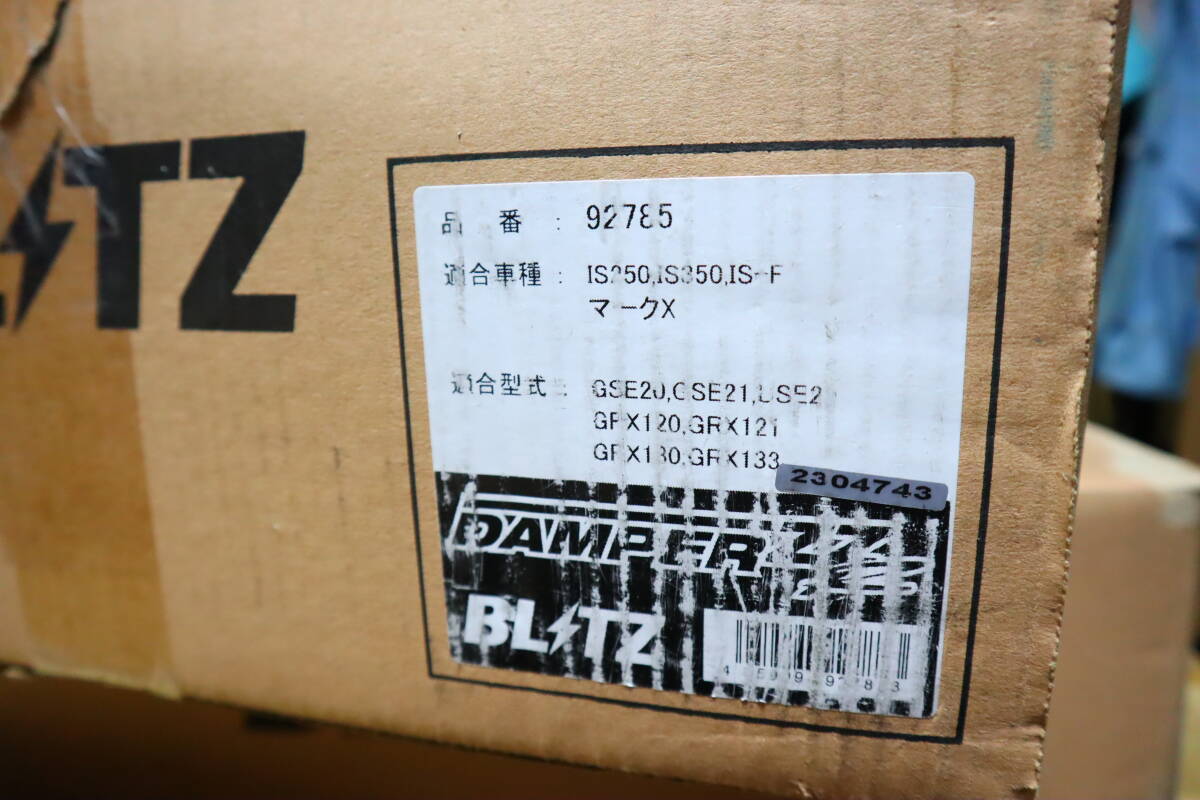 BLITZ
品 番 : 92785
適合車種 : IS250,IS350,IS-F
マークX
適合型式 : GSE20,GSE21,USE20
GRX120,GRX121
GRX130,GRX133
2304743
DAMPER ZZ-R
BLITZ